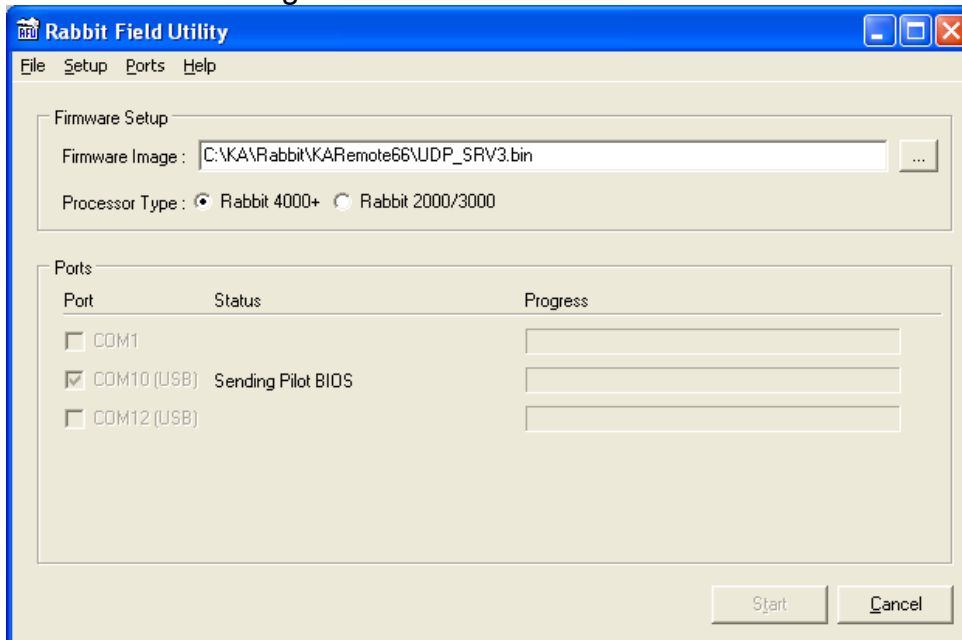 RFU Rabbit Field Utility
File Setup Ports Help
Firmware Setup
Firmware Image : C:\KA\Rabbit\KARemote66\UDP_SRV3.bin ...
Processor Type : Rabbit 4000+ Rabbit 2000/3000
Ports
Port Status Progress
COM1
COM10 (USB) Sending Pilot BIOS
COM12 (USB)
Start Cancel